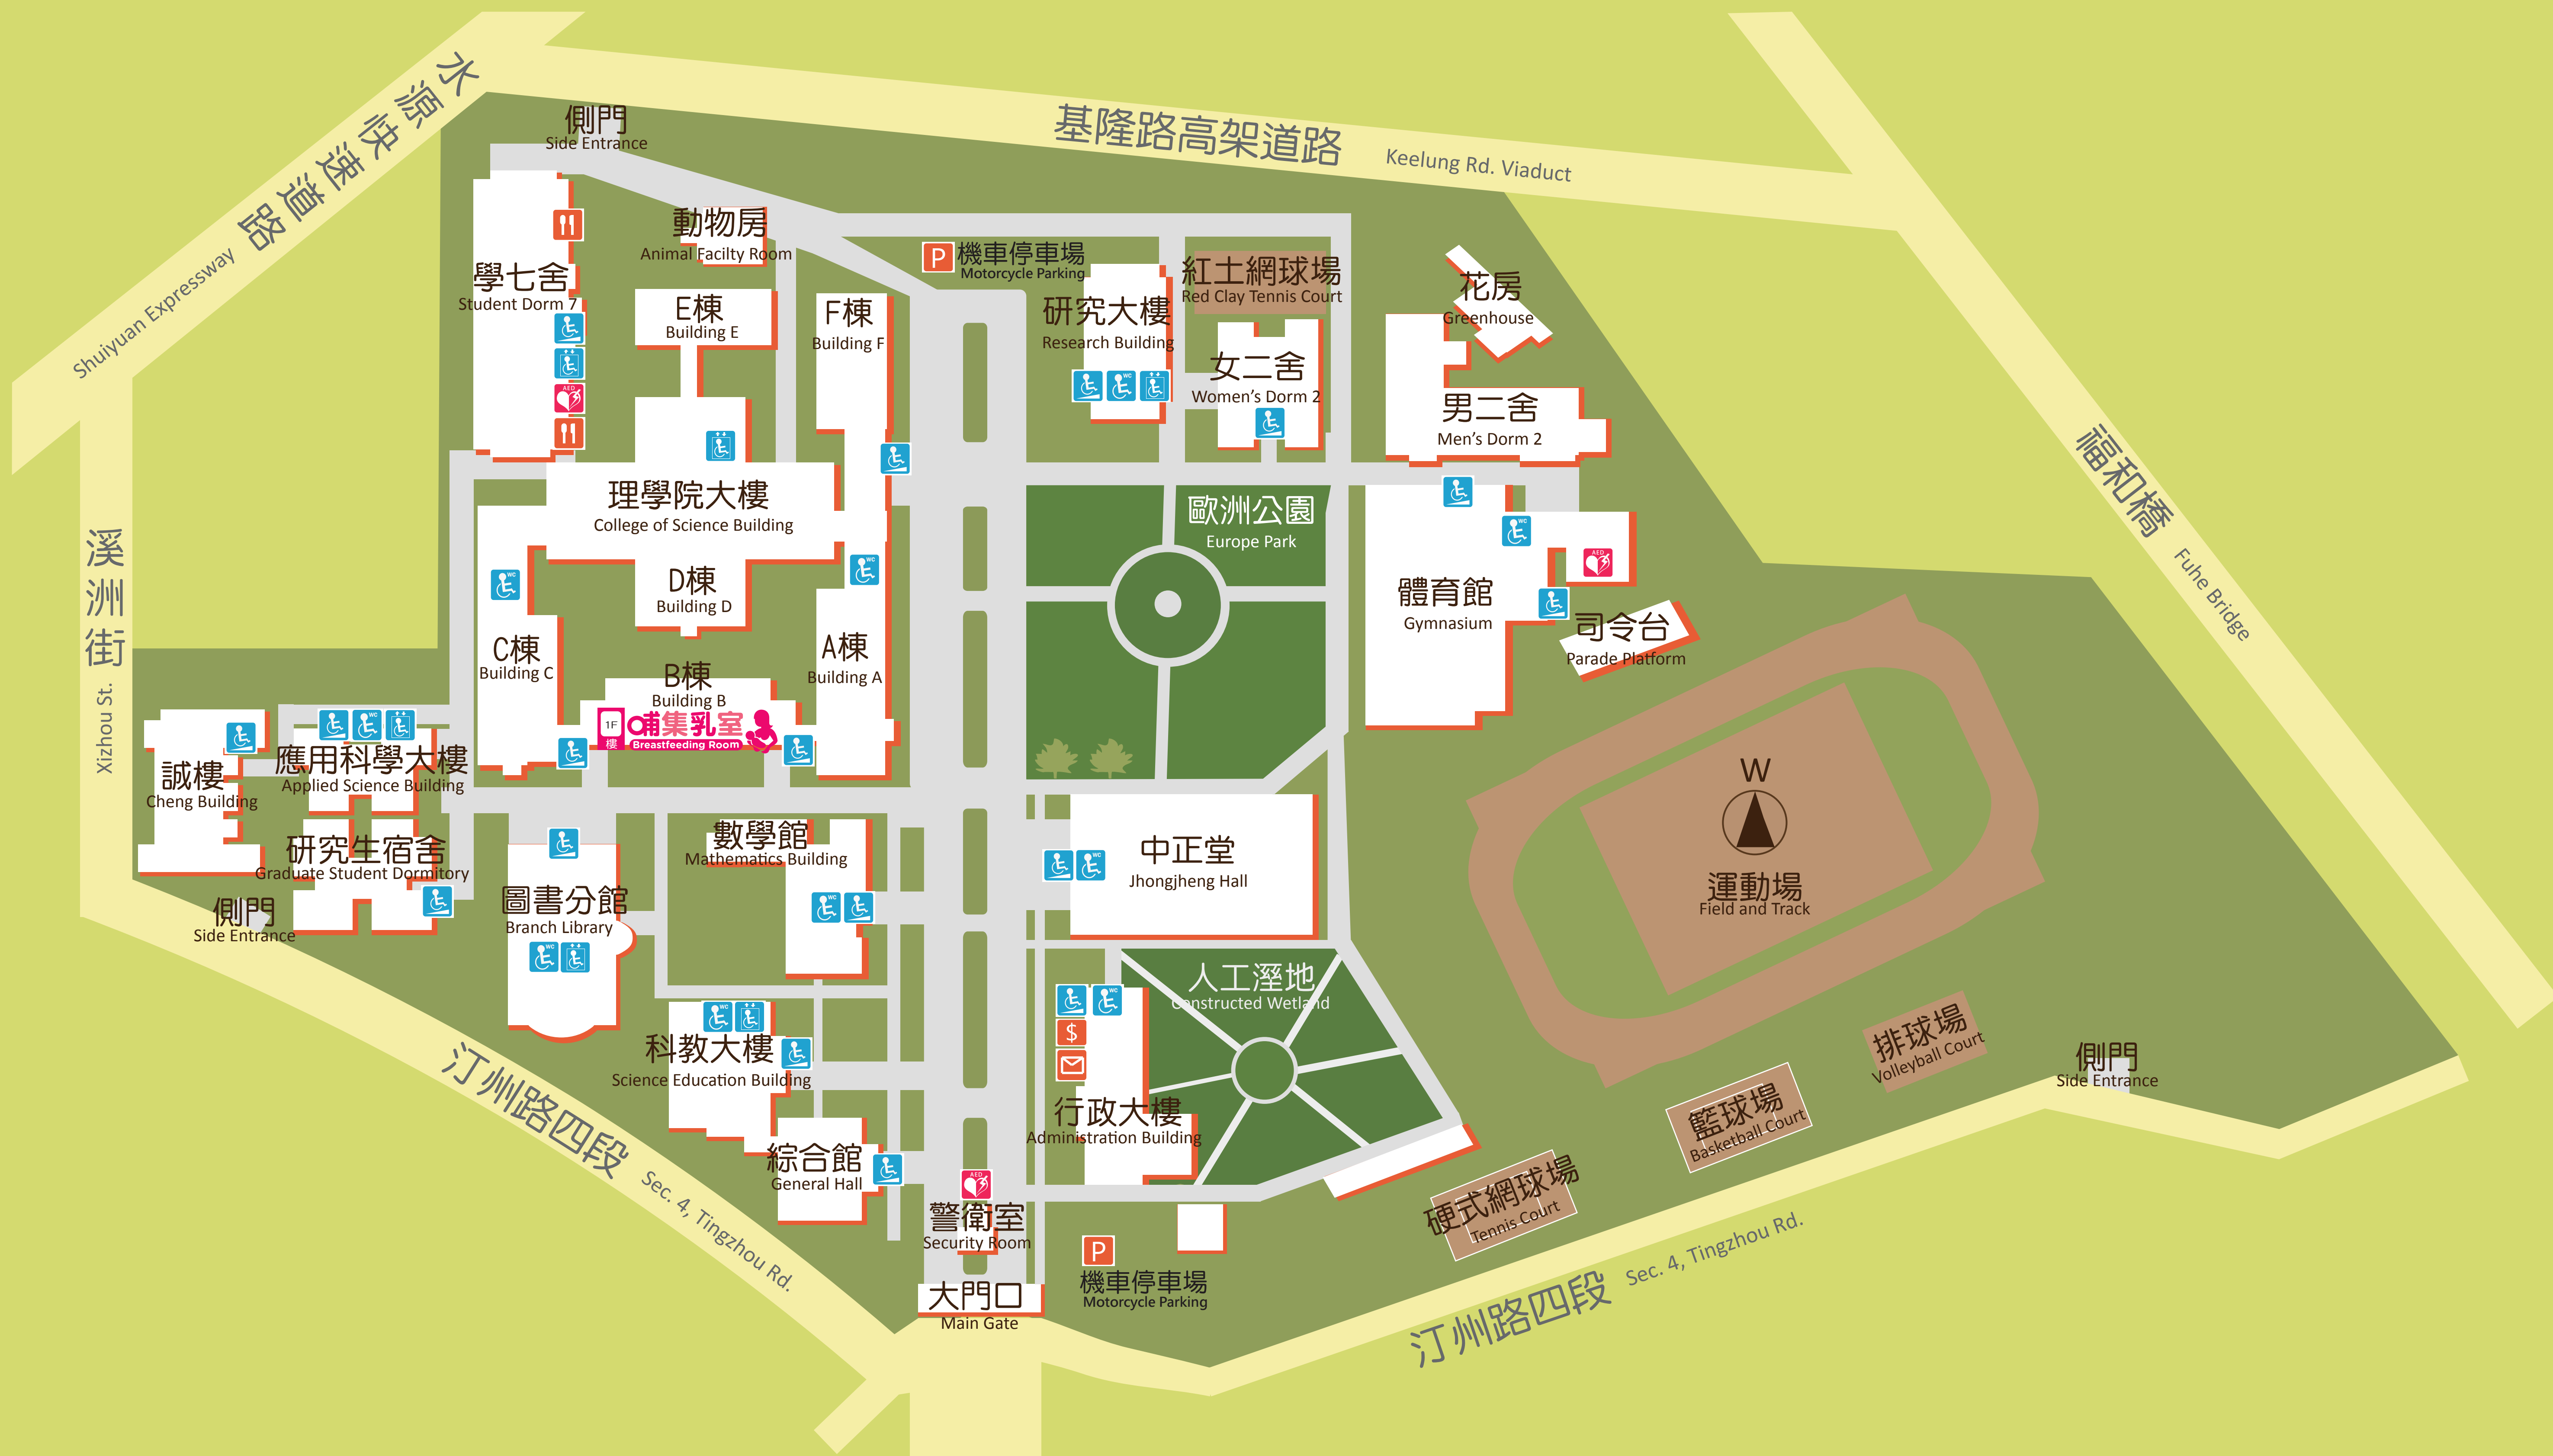 水源快速道路
Shuiyuan Expressway
基隆路高架道路
Keelung Rd. Viaduct
福和橋
Fuhe Bridge
溪洲街
Xizhou St.
側門
Side Entrance
動物房
Animal Facilty Room
學七舍
Student Dorm 7
E棟
Building E
F棟
Building F
P
機車停車場
Motorcycle Parking
研究大樓
Research Building
紅土網球場
Red Clay Tennis Court
女二舍
Women's Dorm 2
花房
Greenhouse
男二舍
Men's Dorm 2
AED
WC
理學院大樓
College of Science Building
歐洲公園
Europe Park
WC
AED
WC
WC
D棟
Building D
體育館
Gymnasium
司令台
Parade Platform
C棟
Building C
A棟
Building A
B棟
Building B
1F
樓
哺集乳室
Breastfeeding Room
WC
應用科學大樓
Applied Science Building
誠樓
Cheng Building
研究生宿舍
Graduate Student Dormitory
側門
Side Entrance
圖書分館
Branch Library
WC
數學館
Mathematics Building
WC
中正堂
Jhongjheng Hall
WC
W
運動場
Field and Track
人工溼地
Constructed Wetland
WC
$
WC
科教大樓
Science Education Building
行政大樓
Administration Building
綜合館
General Hall
AED
警衛室
Security Room
大門口
Main Gate
P
機車停車場
Motorcycle Parking
排球場
Volleyball Court
籃球場
Basketball Court
硬式網球場
Tennis Court
側門
Side Entrance
汀州路四段
Sec. 4, Tingzhou Rd.
汀州路四段
Sec. 4, Tingzhou Rd.